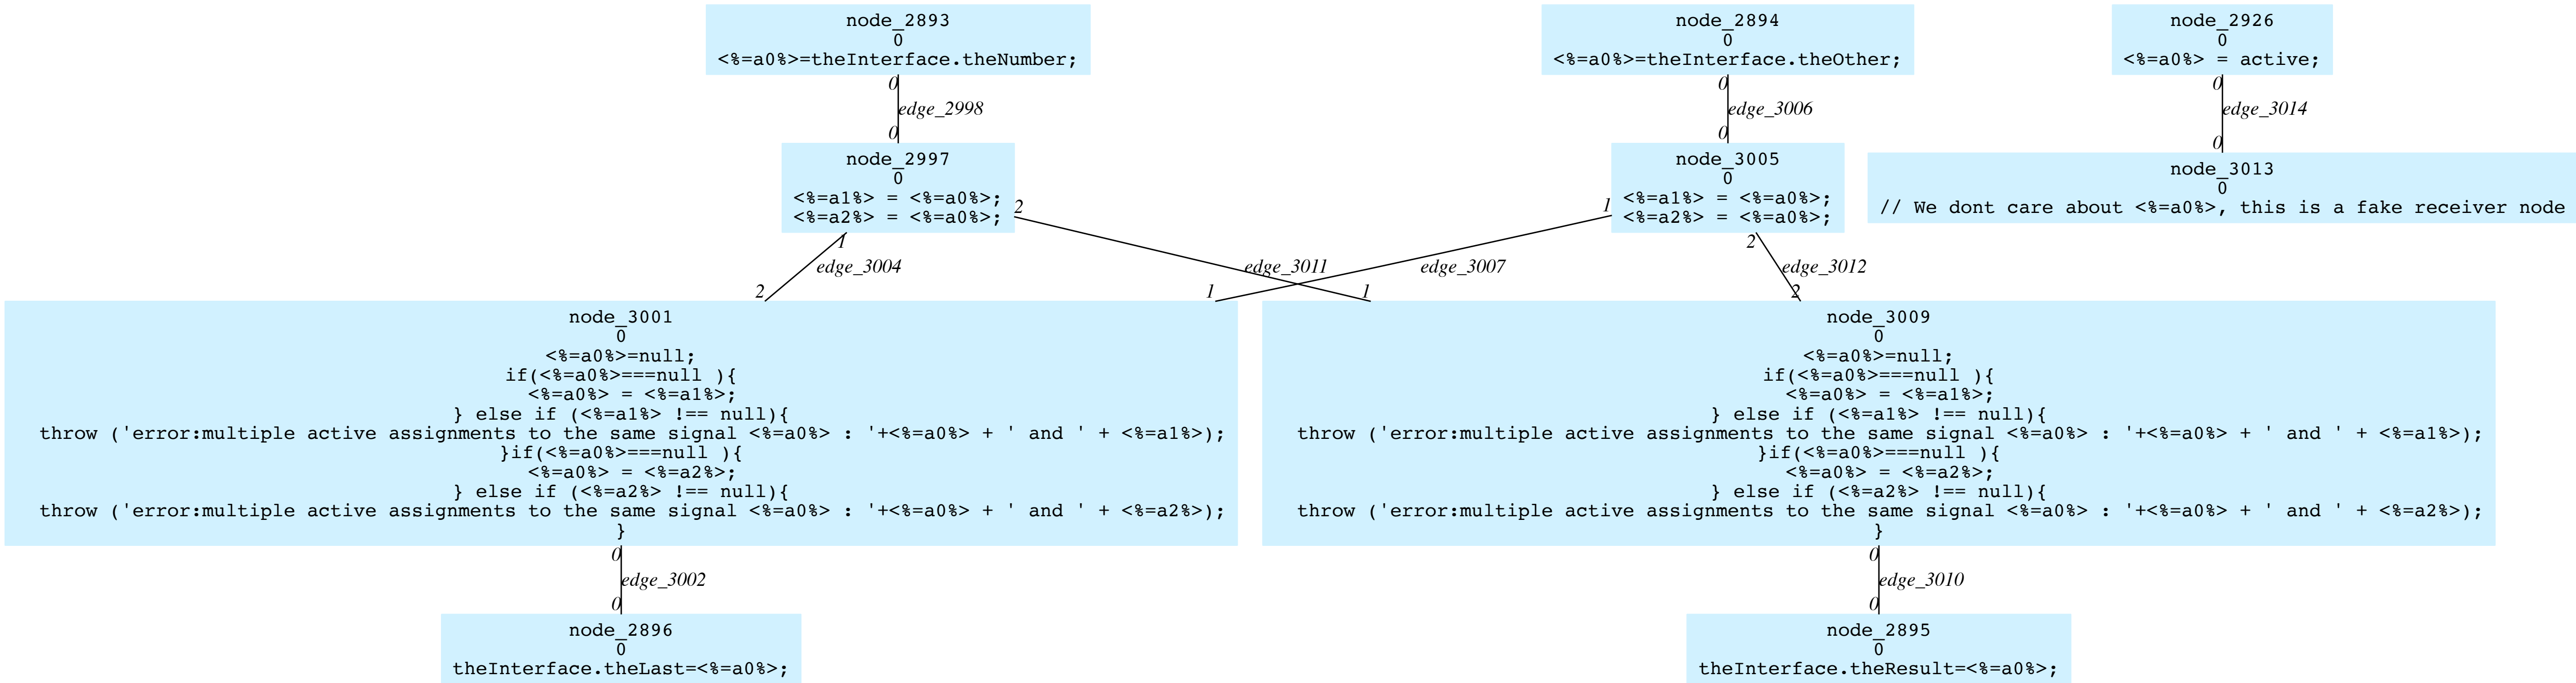 node_2893
0
<%=a0%>=theInterface.theNumber;
node_2894
0
<%=a0%>=theInterface.theOther;
node_2926
0
<%=a0%> = active;
0
edge_2998
0
0
edge_3006
0
0
edge_3014
0
node_2997
0
<%=a1%> = <%=a0%>;
<%=a2%> = <%=a0%>;
node_3005
0
<%=a1%> = <%=a0%>;
<%=a2%> = <%=a0%>;
node_3013
0
// We dont care about <%=a0%>, this is a fake receiver node
1
edge_3004
2
2
edge_3011
1
1
edge_3007
1
2
edge_3012
2
node_3001
0
<%=a0%>=null;
if(<%=a0%>===null ){
<%=a0%> = <%=a1%>;
} else if (<%=a1%> !== null){
throw ('error:multiple active assignments to the same signal <%=a0%> : '+<%=a0%> + ' and ' + <%=a1%>);
}if(<%=a0%>===null ){
<%=a0%> = <%=a2%>;
} else if (<%=a2%> !== null){
throw ('error:multiple active assignments to the same signal <%=a0%> : '+<%=a0%> + ' and ' + <%=a2%>);
}
node_3009
0
<%=a0%>=null;
if(<%=a0%>===null ){
<%=a0%> = <%=a1%>;
} else if (<%=a1%> !== null){
throw ('error:multiple active assignments to the same signal <%=a0%> : '+<%=a0%> + ' and ' + <%=a1%>);
}if(<%=a0%>===null ){
<%=a0%> = <%=a2%>;
} else if (<%=a2%> !== null){
throw ('error:multiple active assignments to the same signal <%=a0%> : '+<%=a0%> + ' and ' + <%=a2%>);
}
0
edge_3002
0
0
edge_3010
0
node_2896
0
theInterface.theLast=<%=a0%>;
node_2895
0
theInterface.theResult=<%=a0%>;